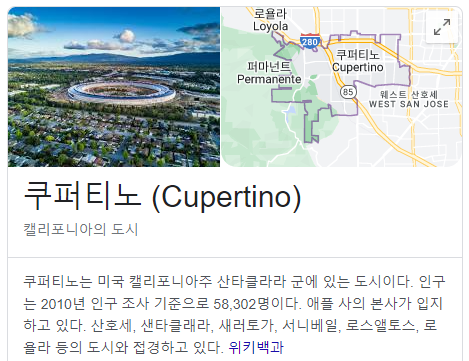 로욜라
Loyola
280
쿠퍼티노
Cupertino
퍼마넌트
Permanente
85
웨스트 산호세
WEST SAN JOSE
쿠퍼티노 (Cupertino)
캘리포니아의 도시
쿠퍼티노는 미국 캘리포니아주 산타클라라 군에 있는 도시이다. 인구
는 2010년 인구 조사 기준으로 58,302명이다. 애플 사의 본사가 입지
하고 있다. 산호세, 샌타클래라, 새러토가, 서니베일, 로스앨토스, 로
욜라 등의 도시와 접경하고 있다. 위키백과